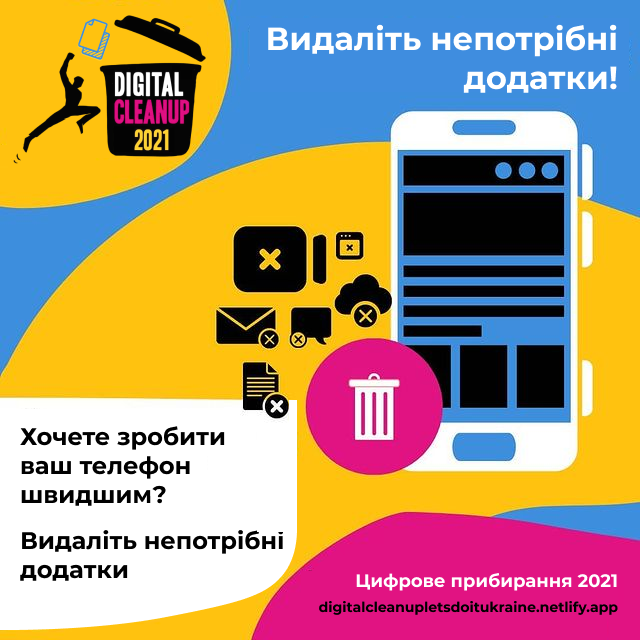 DIGITAL
CLEANUP
2021
Видаліть непотрібні
додатки!
Хочете зробити
ваш телефон
швидшим?
Видаліть непотрібні
додатки
Цифрове прибирання 2021
digitalcleanupletsdoitukraine.netlify.app